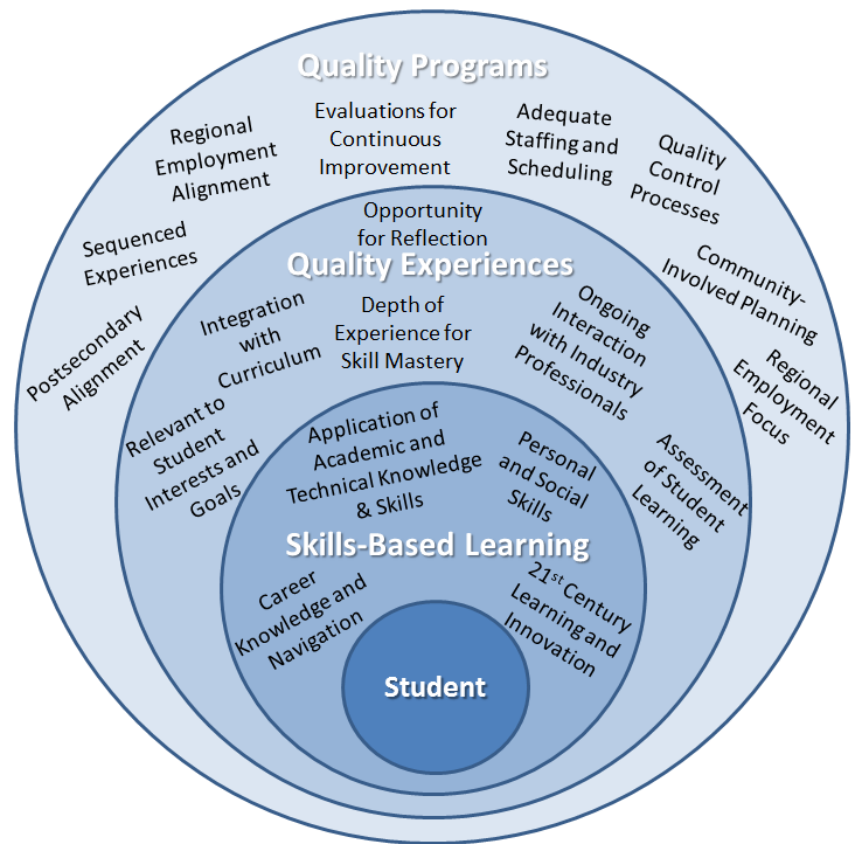 Quality Programs
Regional
Employment
Alignment
Evaluations for
Continuous
Improvement
Adequate
Staffing and
Scheduling
Quality
Control
Processes
Sequenced
Experiences
Community-
Involved Planning
Postsecondary
Alignment
Regional
Employment
Focus
Opportunity
for Reflection
Quality Experiences
Integration
with
Curriculum
Depth of
Experience for
Skill Mastery
Ongoing
Interaction
with Industry
Professionals
Relevant to
Student
Interests and
Goals
Assessment
of Student
Learning
Application of
Academic and
Technical Knowledge
& Skills
Personal
and Social
Skills
Skills-Based Learning
Career
Knowledge and
Navigation
21st Century
Learning and
Innovation
Student